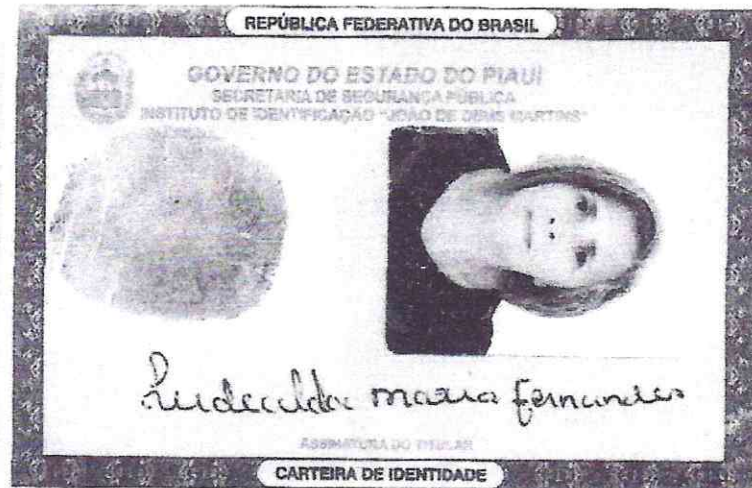 REPÚBLICA FEDERATIVA DO BRASIL
GOVERNO DO ESTADO DO PIAUÍ
SECRETARIA DE SEGURANÇA PÚBLICA
INSTITUTO DE IDENTIFICAÇÃO "JOÃO DE DEUS MARTINS"
maria Fernandes
ASSINATURA DO TITULAR
CARTEIRA DE IDENTIDADE